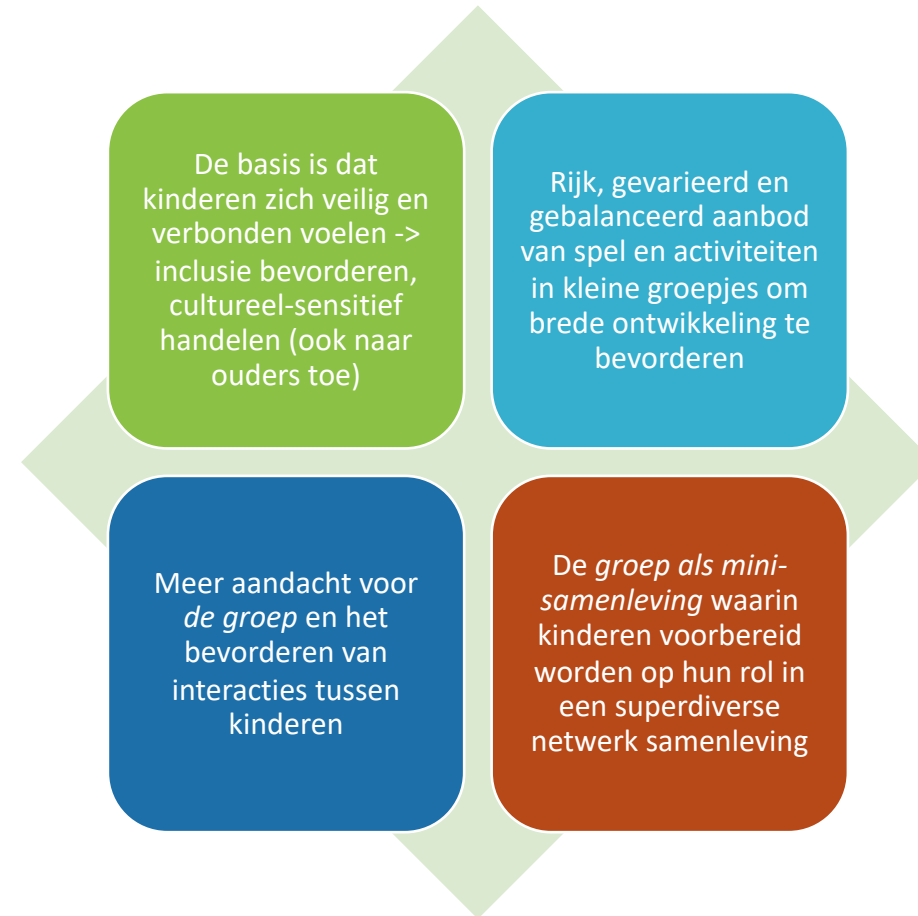 De basis is dat
kinderen zich veilig en
verbonden voelen ->
inclusie bevorderen,
cultureel-sensitief
handelen (ook naar
ouders toe)
Rijk, gevarieerd en
gebalanceerd aanbod
van spel en activiteiten
in kleine groepjes om
brede ontwikkeling te
bevorderen
Meer aandacht voor
de groep en het
bevorderen van
interacties tussen
kinderen
De groep als mini-
samenleving waarin
kinderen voorbereid
worden op hun rol in
een superdiverse
netwerk samenleving